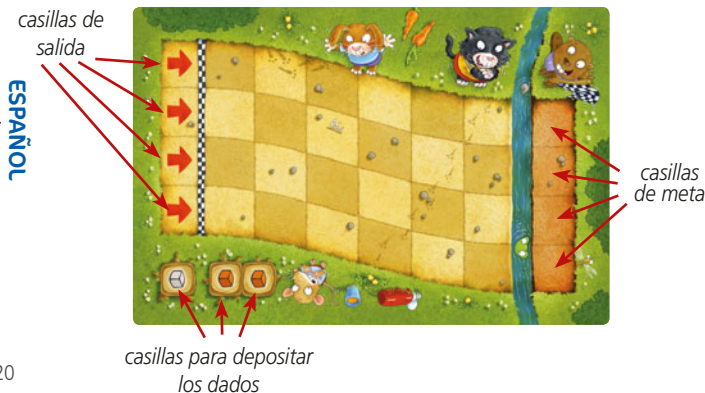 casillas de
salida
ESPAÑOL
casillas
de meta
casillas para depositar
los dados
20